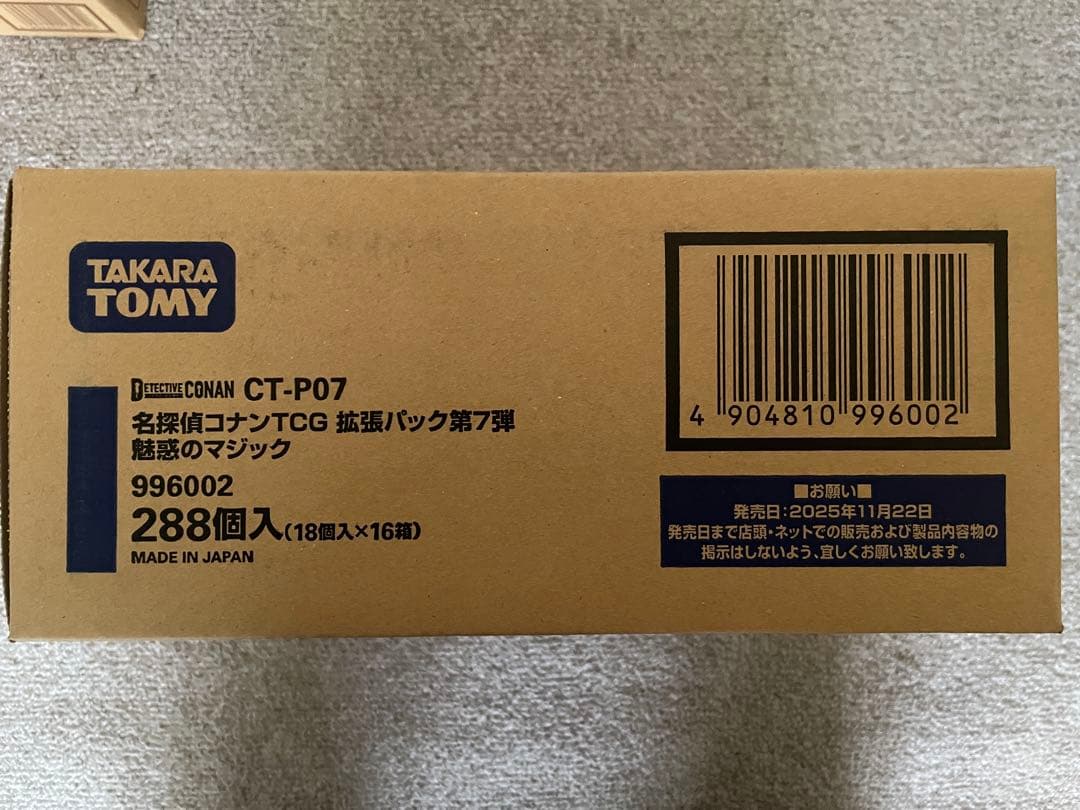 TAKARA
TOMY
DETECTIVE CONAN CT-P07
名探偵コナンTCG 拡張パック第7弾
魅惑のマジック
996002
288個入(18個入×16箱)
MADE IN JAPAN
4 904810 996002
■お願い■
発売日:2025年11月22日
発売日まで店頭・ネットでの販売および製品内容物の
掲示はしないよう、宜しくお願い致します。